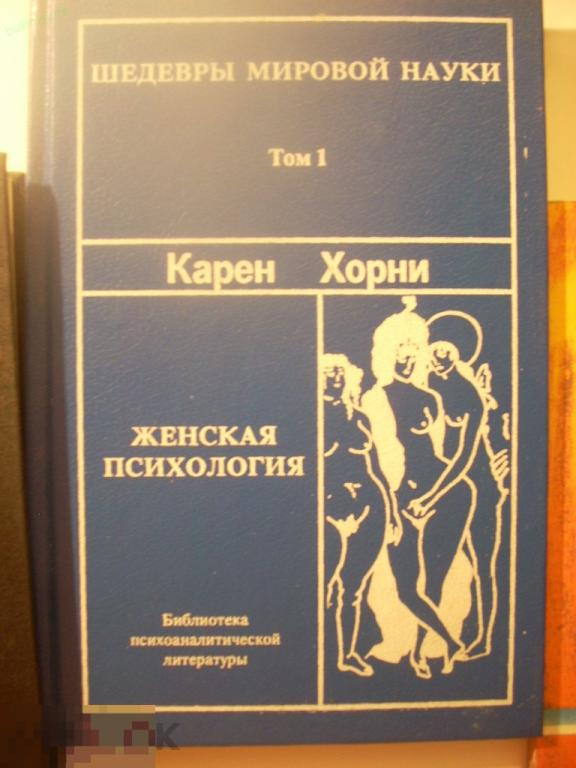 ШЕДЕВРЫ МИРОВОЙ НАУКИ
Том 1
Карен Хорни
ЖЕНСКАЯ
ПСИХОЛОГИЯ
Библиотека
психоаналитической
литературы